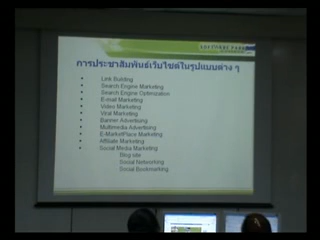 SOFTWARE PARK
การประชาสัมพันธ์เว็บไซต์ในรูปแบบต่าง ๆ
• Link Building
• Search Engine Marketing
• Search Engine Optimization
• E-mail Marketing
• Video Marketing
• Viral Marketing
• Banner Advertising
• Multimedia Advertising
• E-MarketPlace Marketing
• Affiliate Marketing
• Social Media Marketing
Blog site
Social Networking
Social Bookmarking